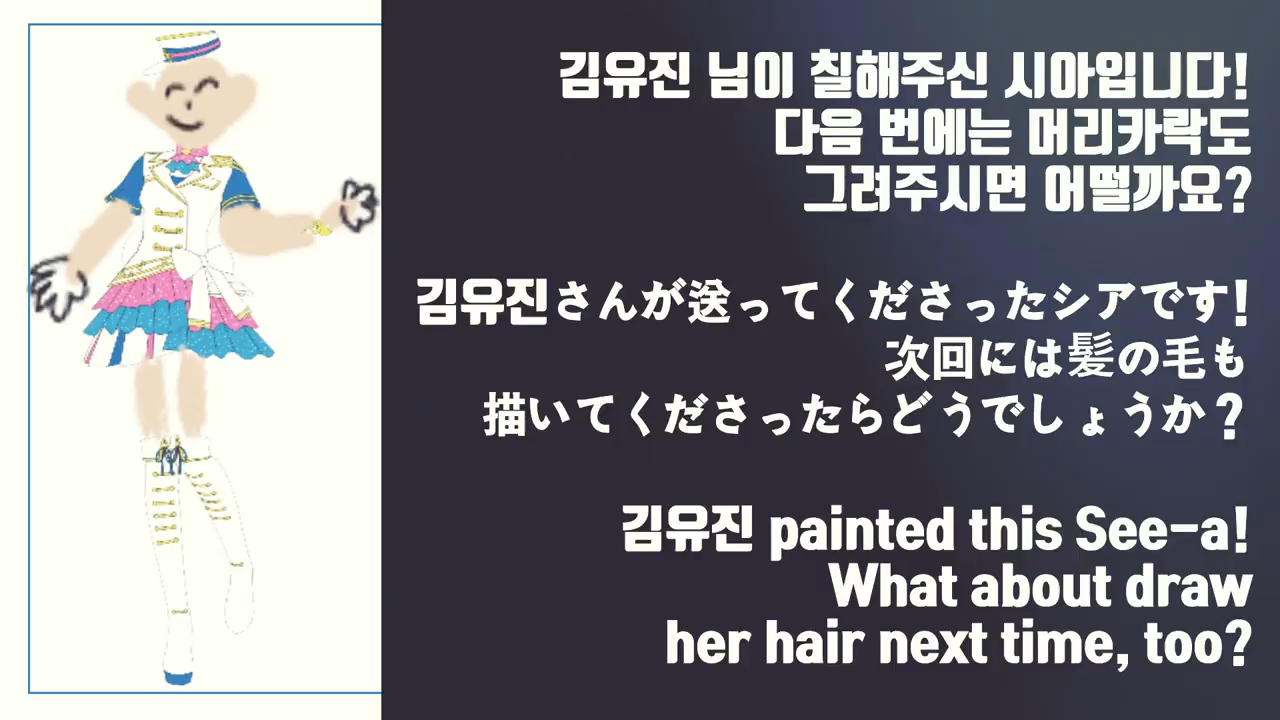 김유진 님이 칠해주신 시아입니다!
다음 번에는 머리카락도
그려주시면 어떨까요?
김유진さんが送ってくださったシアです!
次回には髪の毛も
描いてくださったらどうでしょうか？
김유진 painted this See-a!
What about draw
her hair next time, too?